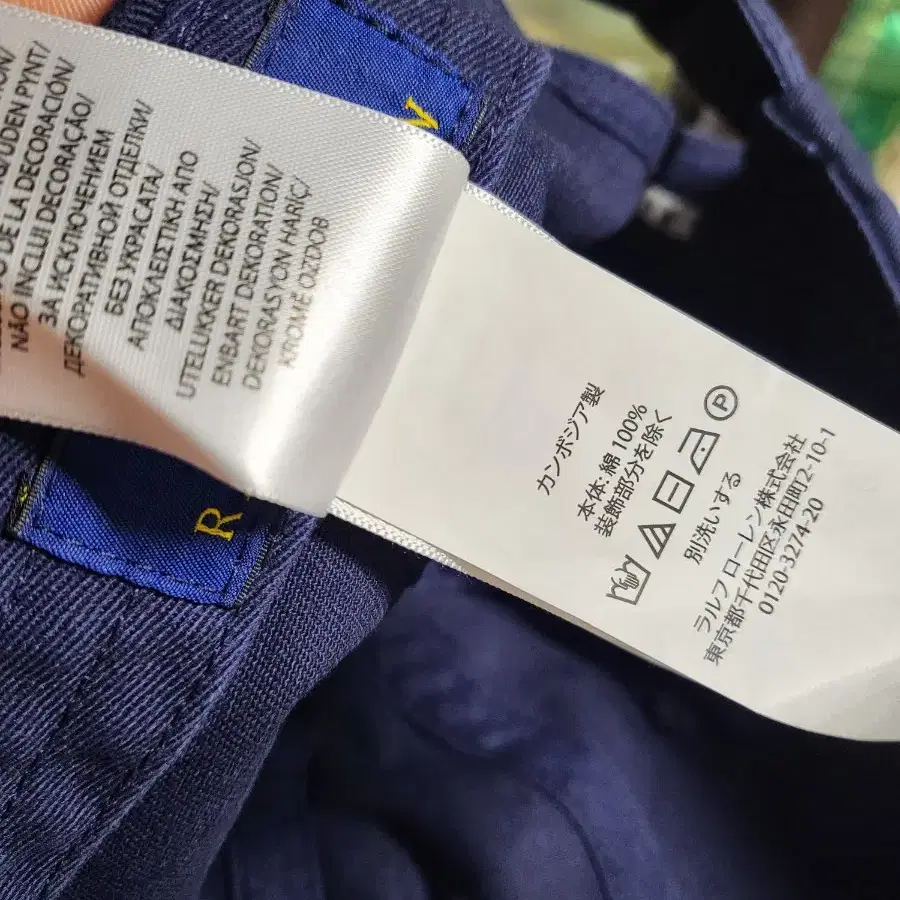 UDEN PYNT/
DE LA DECORACIÓN/
NÃO INCLUI DECORAÇÃO/
ЗА ИСКЛЮЧЕНИЕМ
ДЕКОРАТИВНОЙ ОТДЕЛКИ/
БЕЗ УКРАСАТА/
ΑΠΟΚΛΕΙΣΤΙΚΗ ΑΠΟ
ΔΙΑΚΟΣΜΗΣΗ/
UTELUKKER DEKORASJON/
ENBART DEKORATION/
DEKORASYON HARİÇ/
KROMĚ OZDOB
R
カンボジア製
本体: 綿 100%
装飾部分を除く
P
別洗いする
ラルフ ローレン株式会社
東京都千代田区永田町2-10-1
0120-3274-20